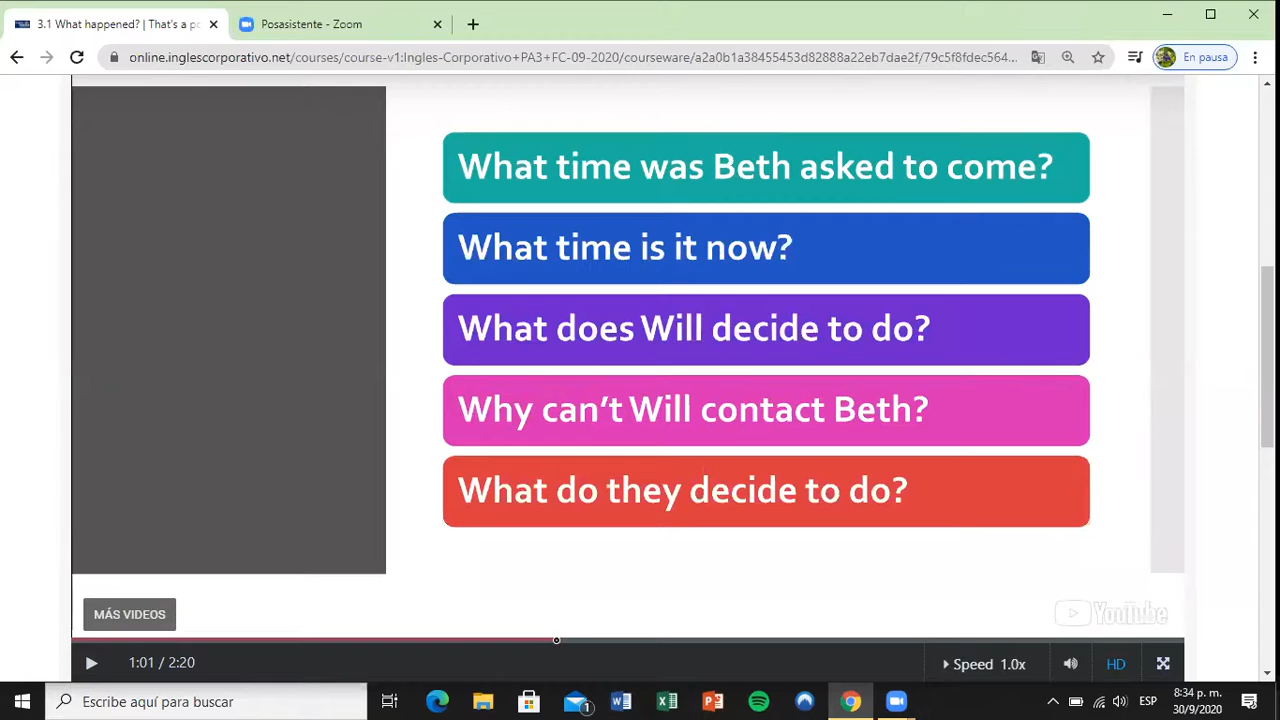 3.1 What happened? | That's a po
Posasistente - Zoom
online.inglescorporativo.net/courses/course-v1:Ingles-Corporativo+PA3+FC-09-2020/courseware/a2a0b1a38455453d82888a22eb7dae2f/79c5f8fdec564...
En pausa
What time was Beth asked to come?
What time is it now?
What does Will decide to do?
Why can't Will contact Beth?
What do they decide to do?
MÁS VIDEOS
YouTube
1:01 / 2:20
Speed 1.0x
HD
Escribe aquí para buscar
1
ESP
8:34 p. m.
30/9/2020